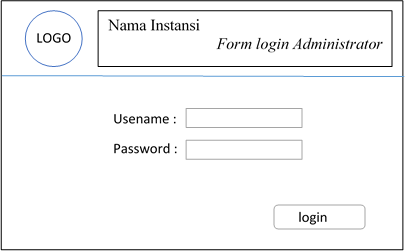 LOGO
Nama Instansi
Form login Administrator
Usename :
Password :
login